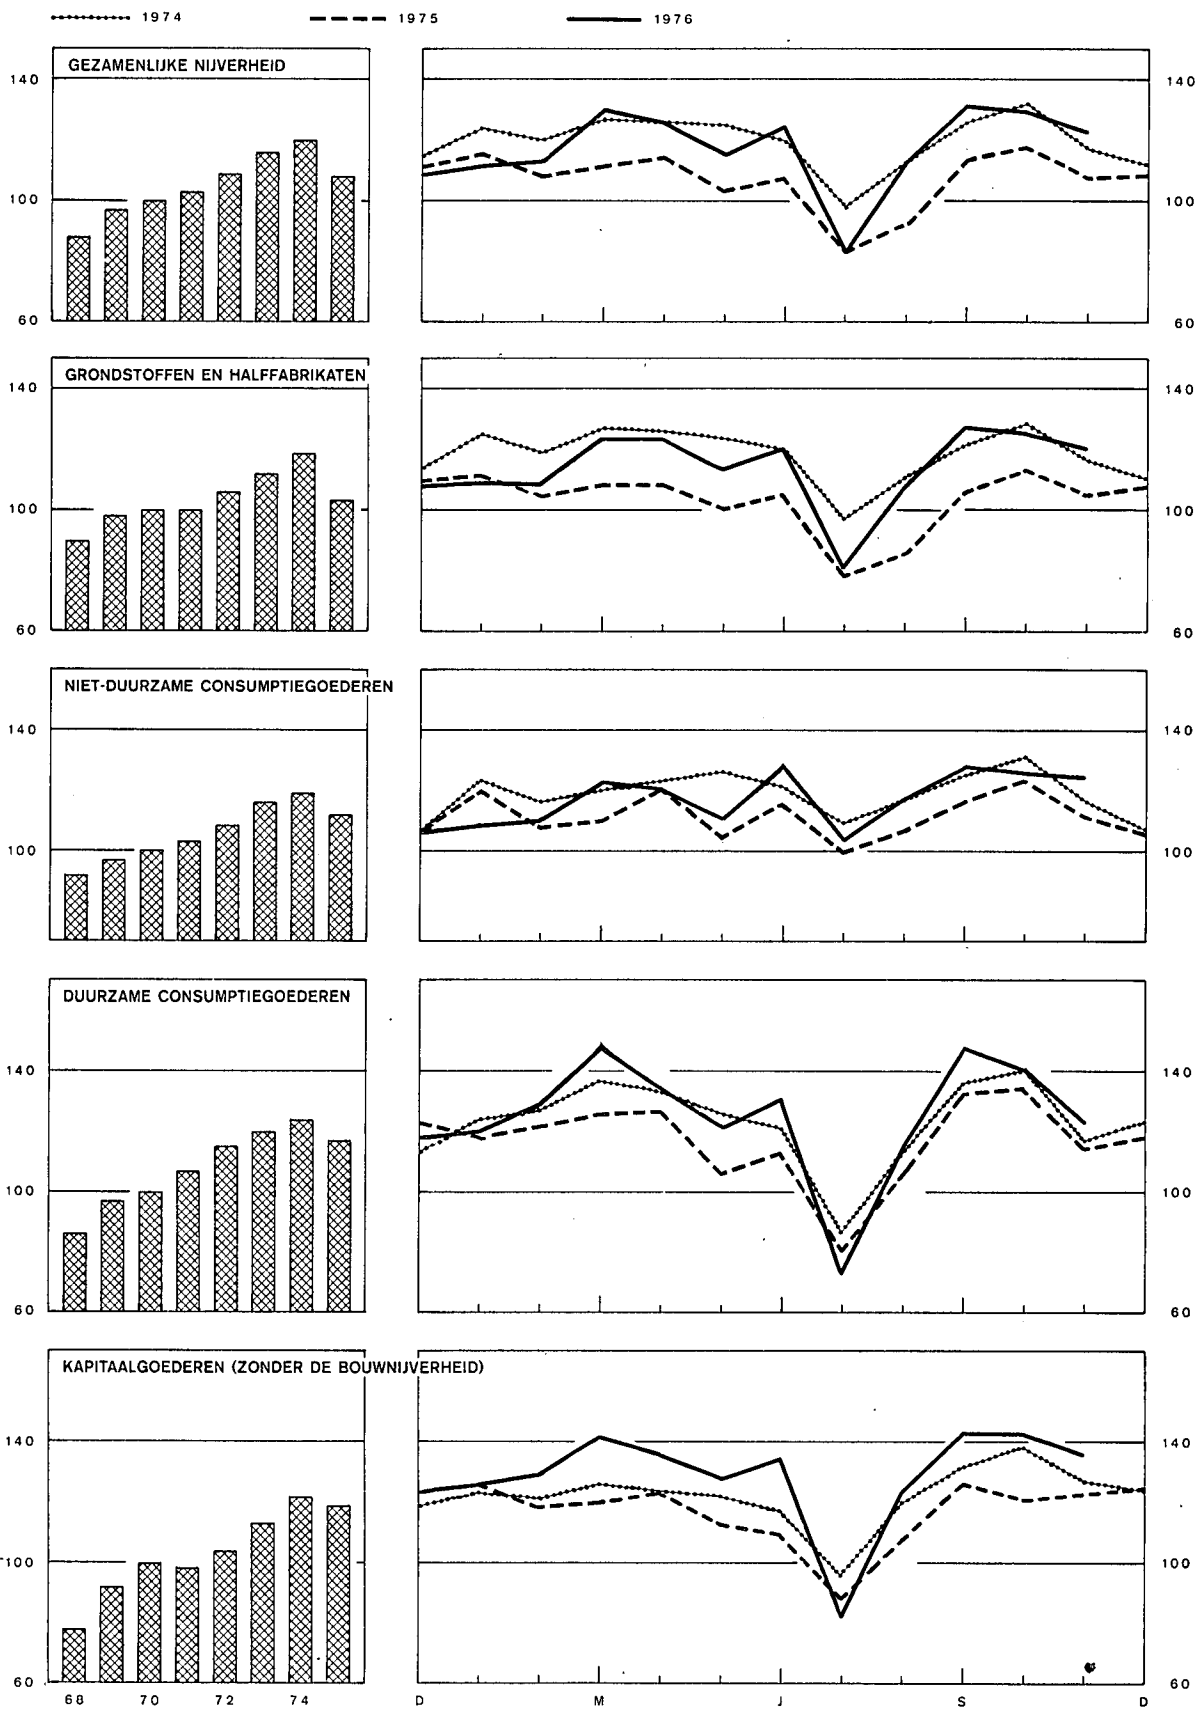 1974 1975 1976
GEZAMENLIJKE NIJVERHEID
140 140
100 100
60 60
GRONDSTOFFEN EN HALFFABRIKATEN
140 140
100 100
60 60
NIET-DUURZAME CONSUMPTIEGOEDEREN
140 140
100 100
DUURZAME CONSUMPTIEGOEDEREN
140 140
100 100
60 60
KAPITAALGOEDEREN (ZONDER DE BOUWNIJVERHEID)
140 140
100 100
60 60
68 70 72 74 D M J S D